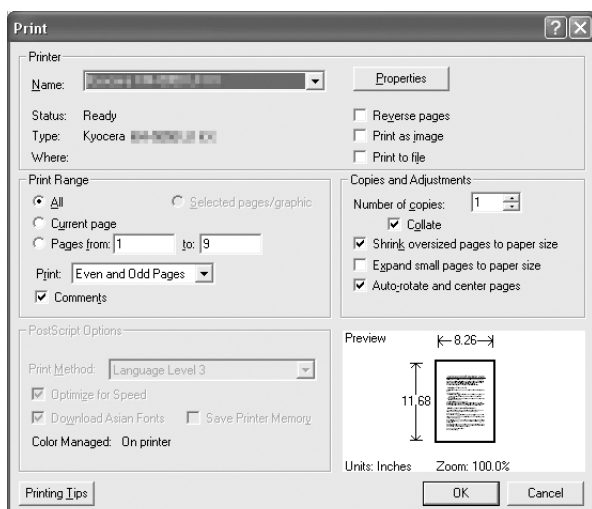 Print
Printer
Name:
Properties
Status: Ready
Type: Kyocera
Where:
Reverse pages
Print as image
Print to file
Print Range
All
Selected pages/graphic
Current page
Pages from: 1 to: 9
Print: Even and Odd Pages
Comments
Copies and Adjustments
Number of copies: 1
Collate
Shrink oversized pages to paper size
Expand small pages to paper size
Auto-rotate and center pages
PostScript Options
Print Method: Language Level 3
Optimize for Speed
Download Asian Fonts Save Printer Memory
Color Managed: On printer
Preview
8.26
11,68
Units: Inches Zoom: 100.0%
Printing Tips
OK Cancel